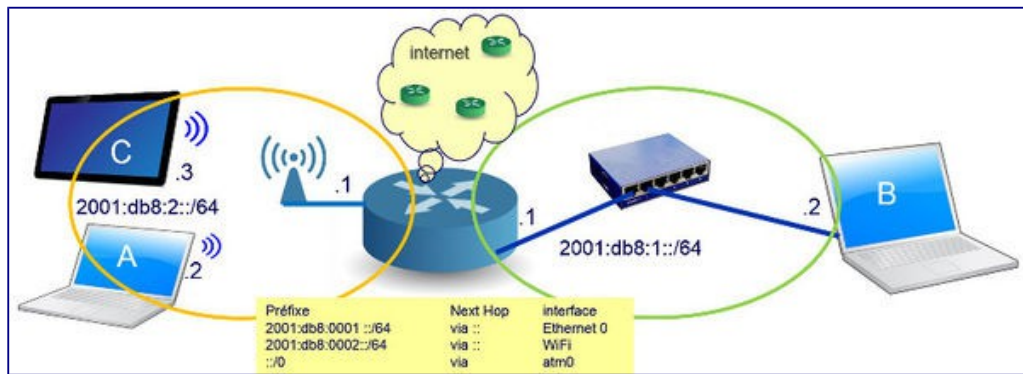 internet
C
.3
2001:db8:2::/64
A
.2
.1
.1
2001:db8:1::/64
.2
B
Préfixe Next Hop interface
2001:db8:0001 ::/64 via :: Ethernet 0
2001:db8:0002::/64 via :: WiFi
::/0 via atm0